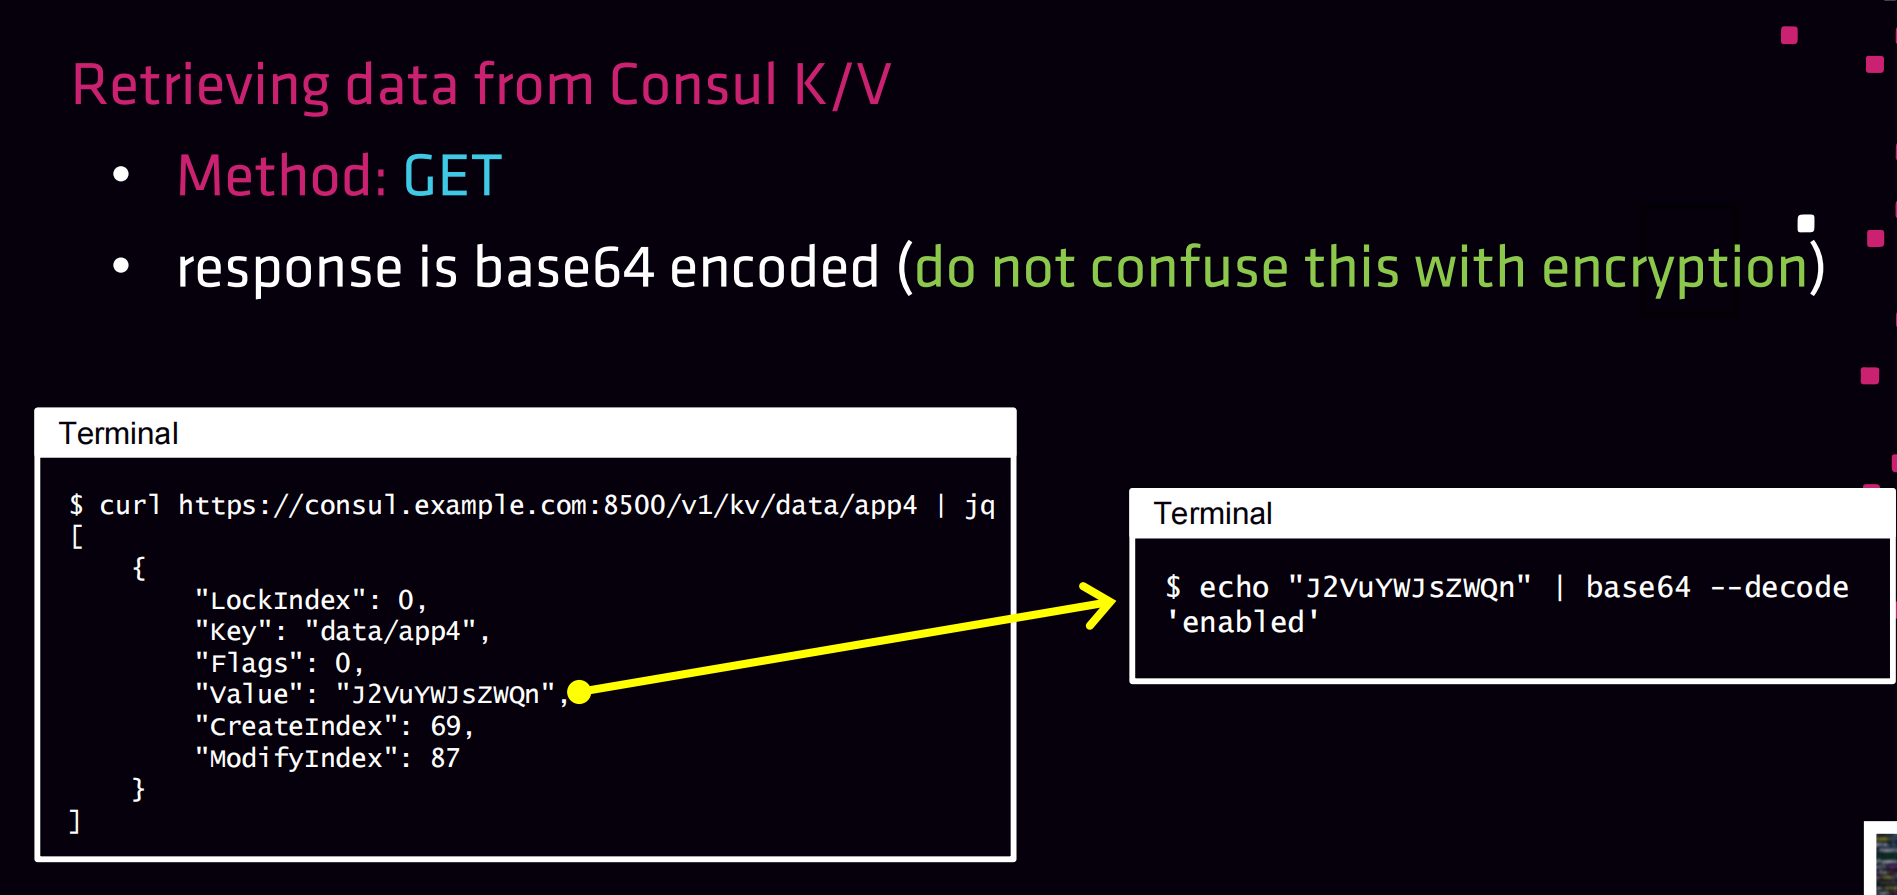 Retrieving data from Consul K/V
• Method: GET
• response is base64 encoded (do not confuse this with encryption)
Terminal
$ curl https://consul.example.com:8500/v1/kv/data/app4 | jq
[
    {
        "LockIndex": 0,
        "Key": "data/app4",
        "Flags": 0,
        "Value": "J2VuYWJsZWQn",
        "CreateIndex": 69,
        "ModifyIndex": 87
    }
]
Terminal
$ echo "J2VuYWJsZWQn" | base64 --decode
'enabled'